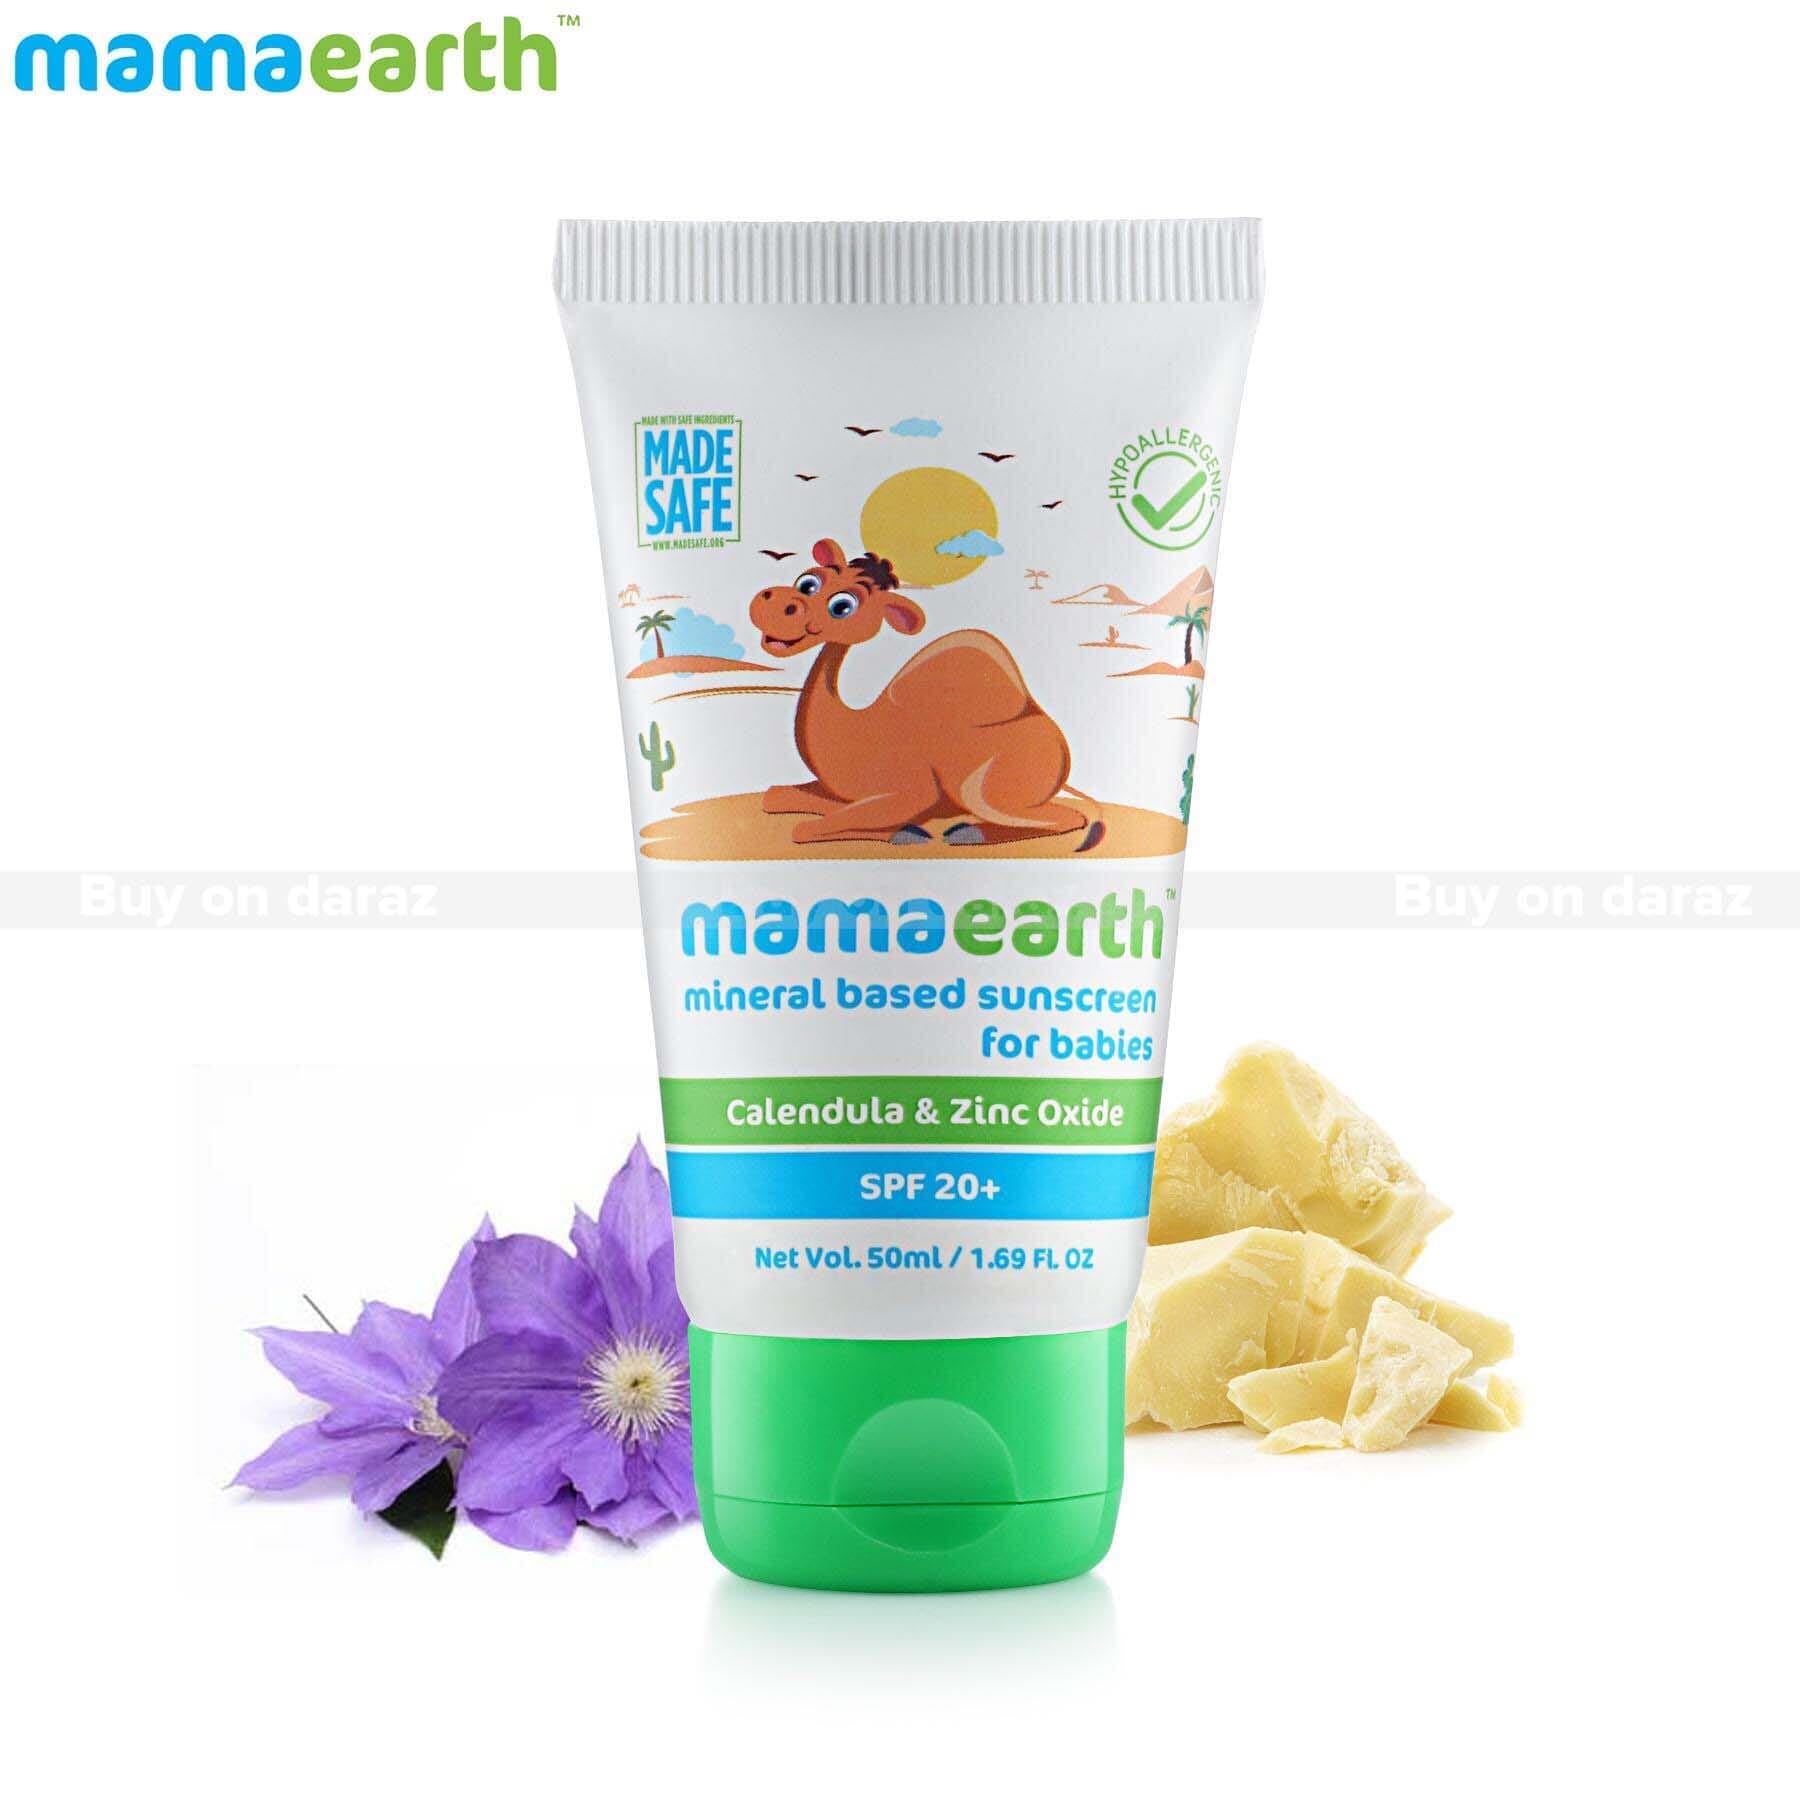 mamaearth™
MADE WITH SAFE INGREDIENTS
MADE
SAFE
WWW.MADESAFE.ORG
HYPOALLERGENIC
Buy on daraz
Buy on daraz
mamaearth™
mineral based sunscreen
for babies
Calendula & Zinc Oxide
SPF 20+
Net Vol. 50ml / 1.69 FL. OZ